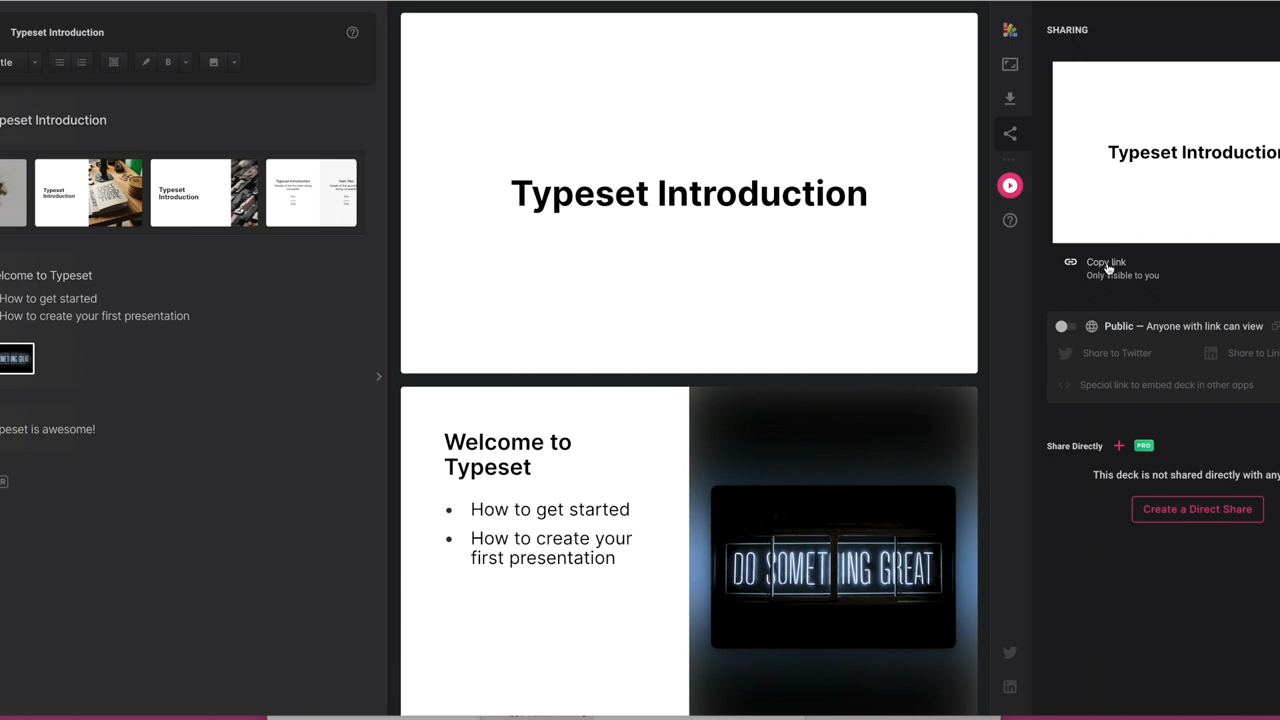 Typeset Introduction
tle
B
peset Introduction
Typeset
Introduction
Typeset
Introduction
Typeset Introduction
lcome to Typeset
How to get started
How to create your first presentation
peset is awesome!
R
Typeset Introduction
Welcome to
Typeset
• How to get started
• How to create your
first presentation
DO SOMETHING GREAT
SHARING
Typeset Introduction
Copy link
Only visible to you
Public — Anyone with link can view
Share to Twitter
Share to Lin
Special link to embed deck in other apps
Share Directly + PRO
This deck is not shared directly with any
Create a Direct Share